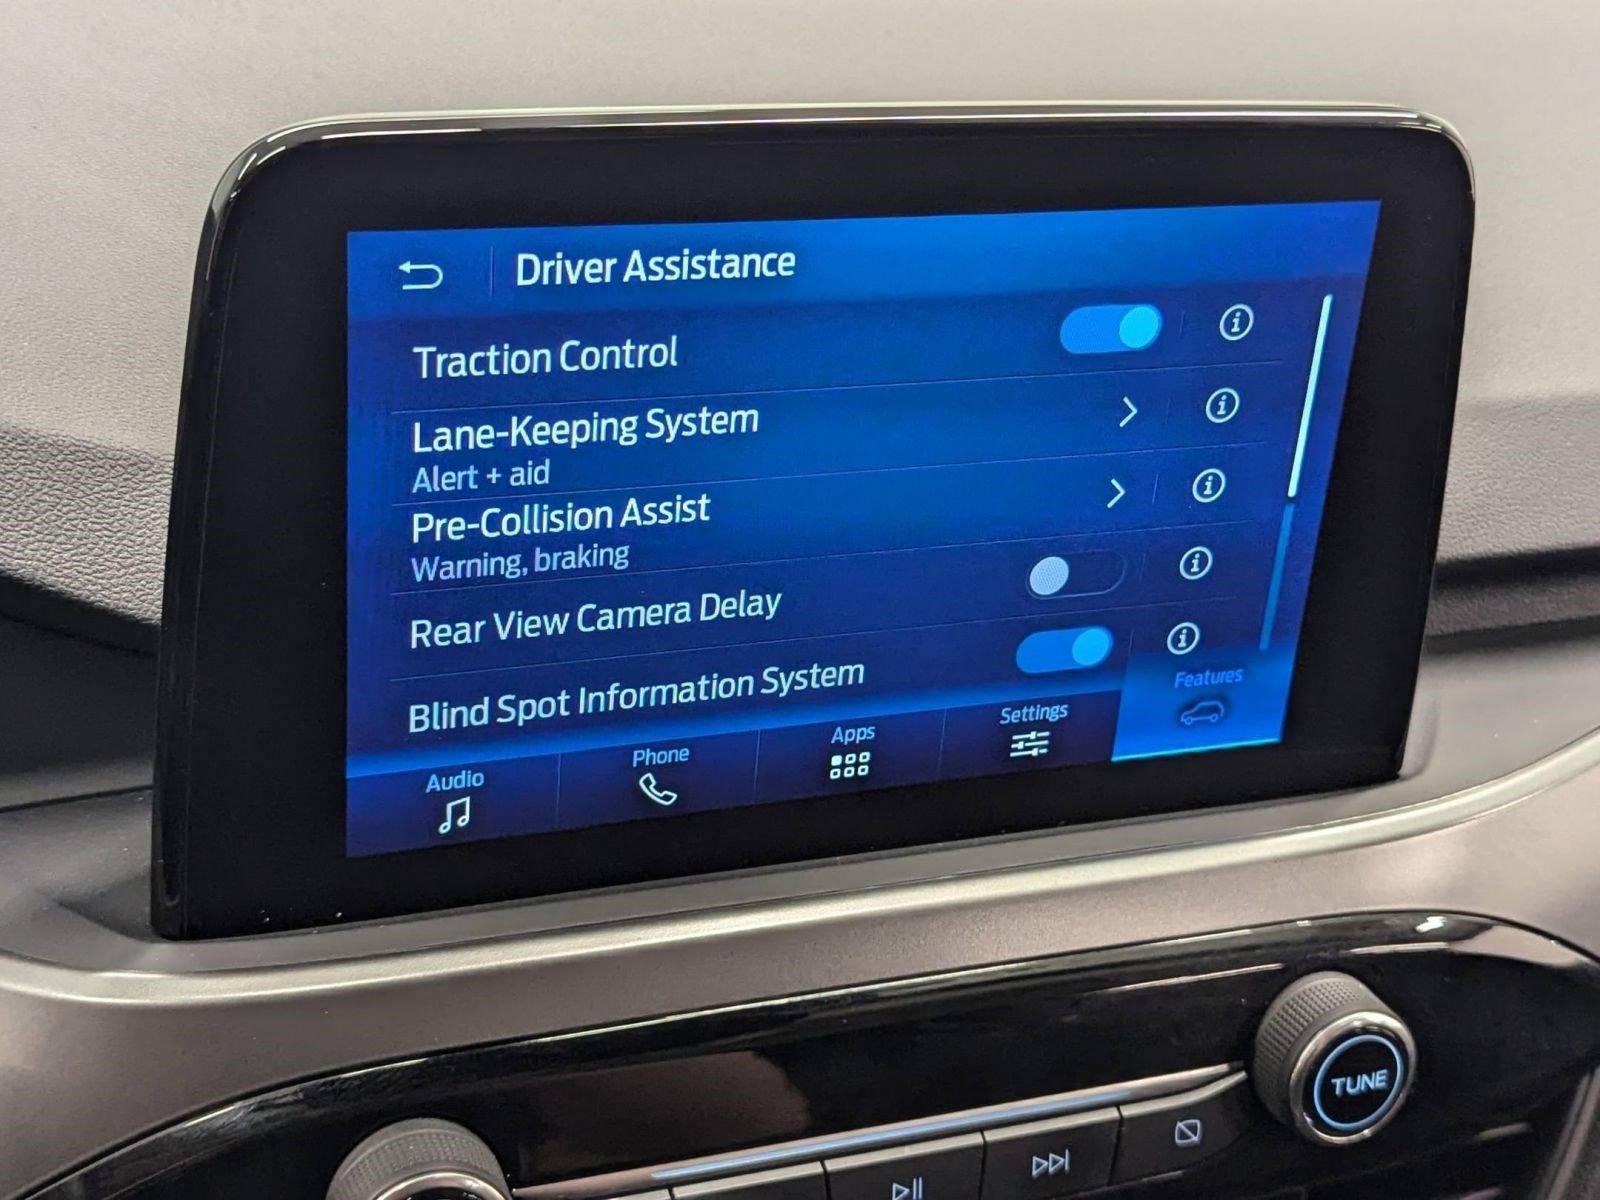 Driver Assistance
Traction Control
Lane-Keeping System
Alert + aid
Pre-Collision Assist
Warning, braking
Rear View Camera Delay
Blind Spot Information System
Audio
Phone
Apps
Settings
Features
TUNE